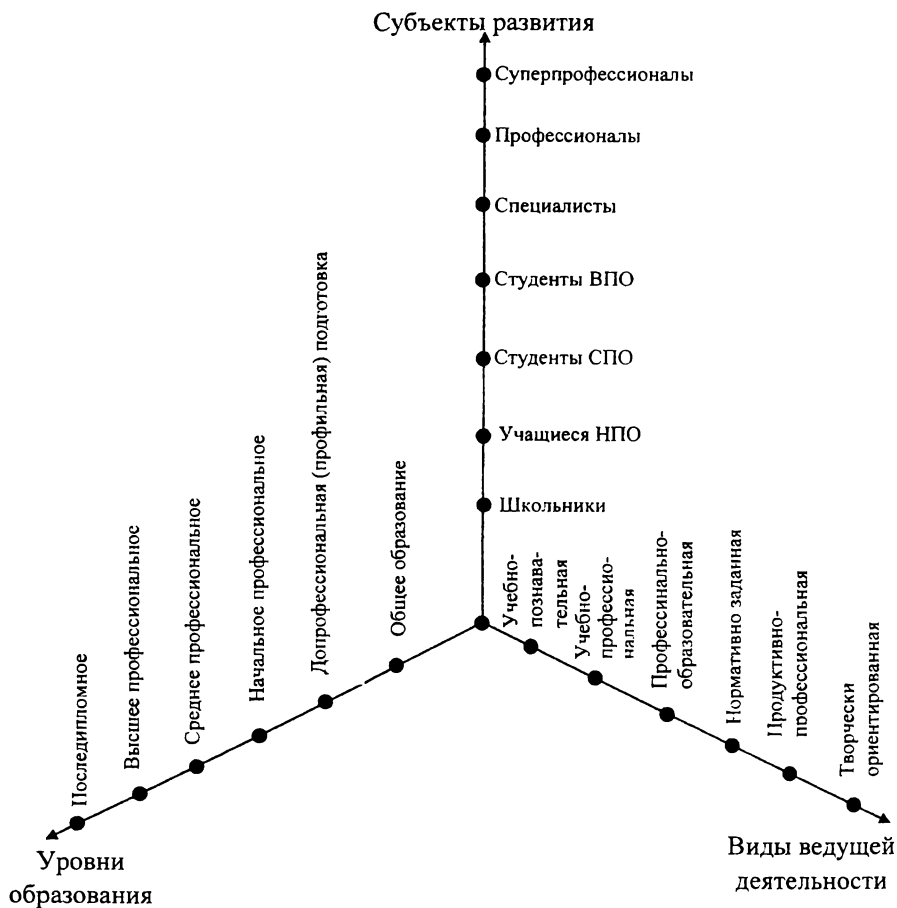 Субъекты развития
Суперпрофессионалы
Профессионалы
Специалисты
Студенты ВПО
Студенты СПО
Учащиеся НПО
Школьники
Последипломное
Высшее профессиональное
Среднее профессиональное
Начальное профессиональное
Допрофессиональная (профильная) подготовка
Общее образование
Учебно-
познава-
тельная
Учебно-
профессио-
нальная
Профессинально-
образовательная
Нормативно заданная
Продуктивно-
профессиональная
Творчески
ориентированная
Уровни
образования
Виды ведущей
деятельности